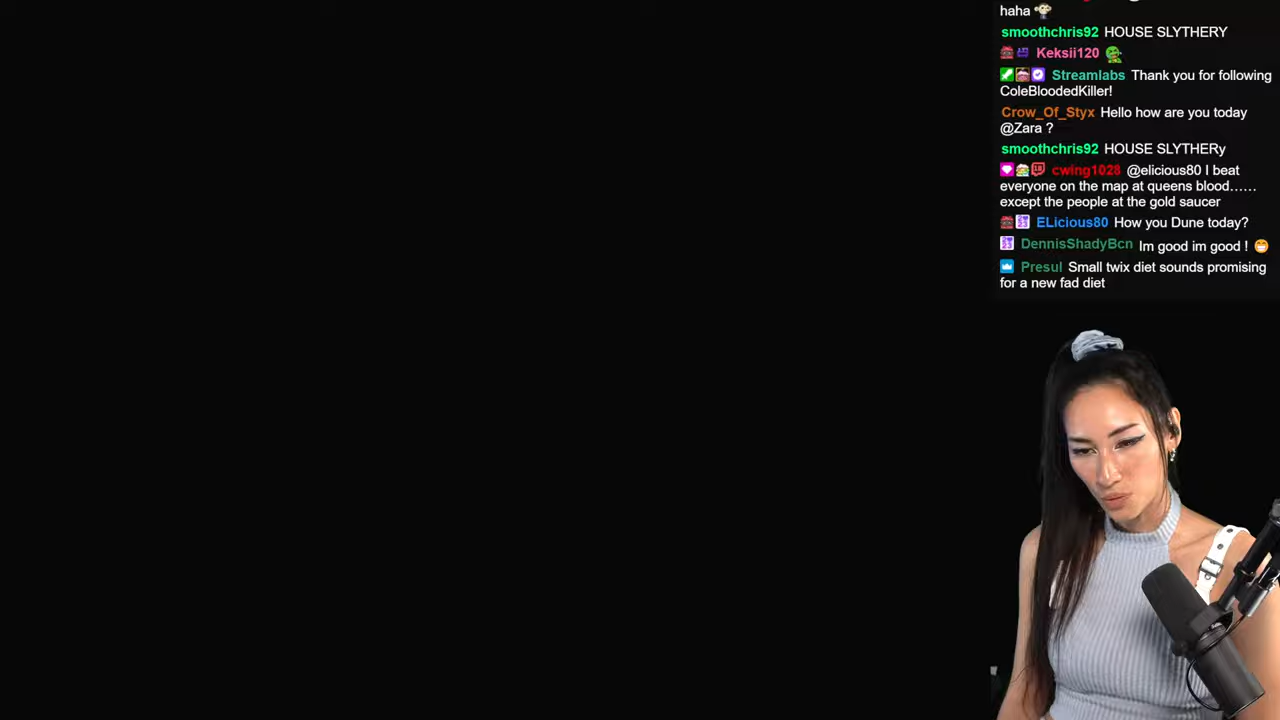 haha
smoothchris92 HOUSE SLYTHERY
Keksii120
Streamlabs Thank you for following
ColeBloodedKiller!
Crow_Of_Styx Hello how are you today
@Zara ?
smoothchris92 HOUSE SLYTHERy
cwing1028 @elicious80 I beat
everyone on the map at queens blood......
except the people at the gold saucer
ELicious80 How you Dune today?
DennisShadyBcn Im good im good !
Presul Small twix diet sounds promising
for a new fad diet